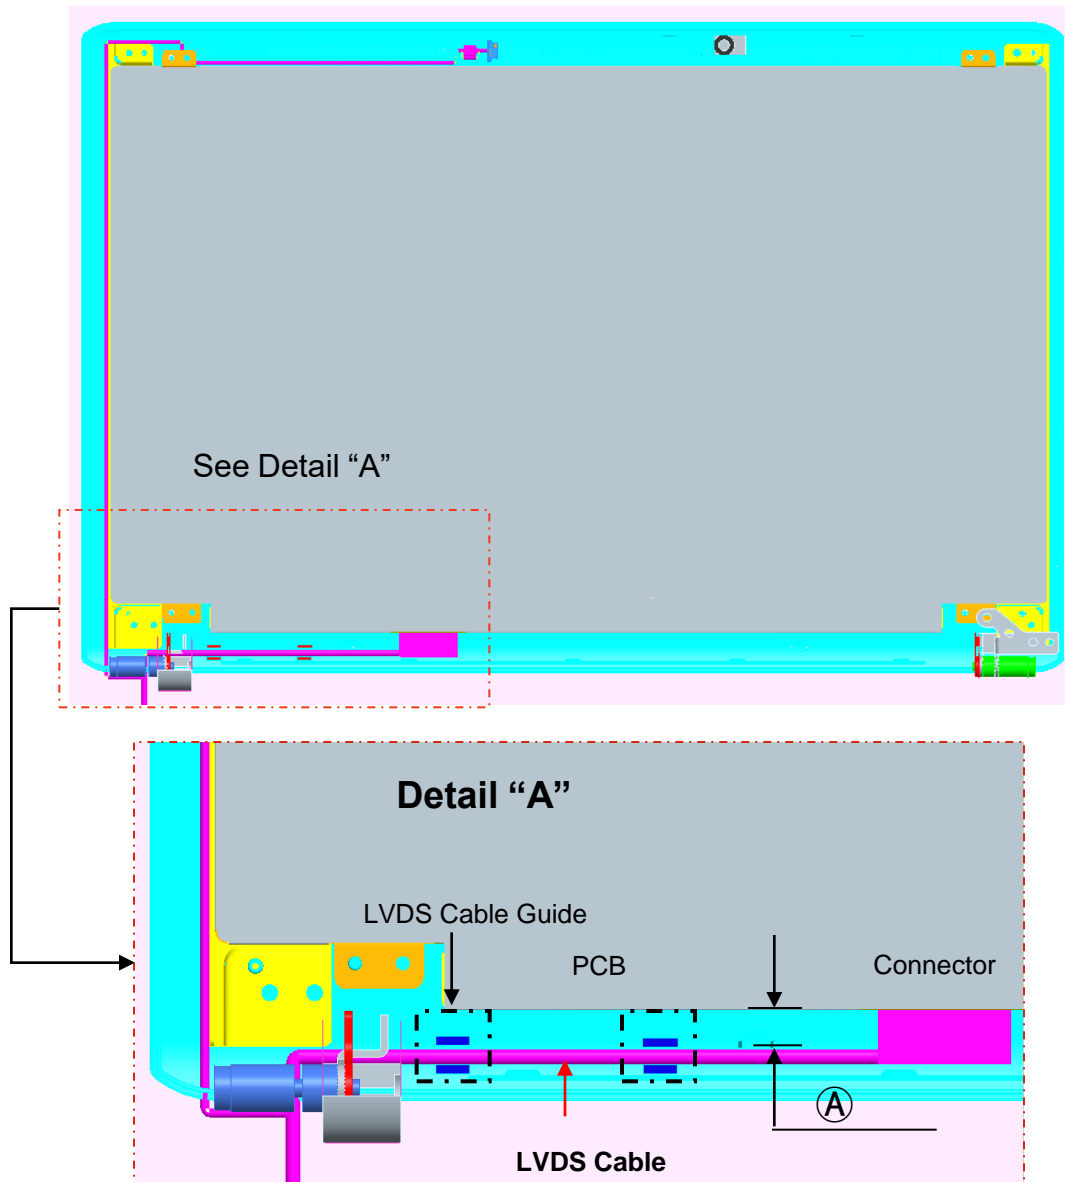 See Detail “A”
Detail “A”
LVDS Cable Guide
PCB
Connector
Ⓐ
LVDS Cable